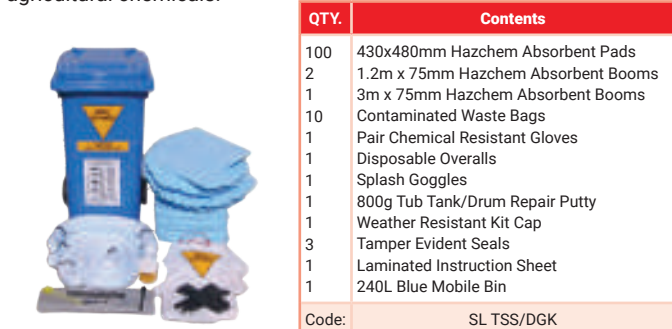 agricultural chemicals.
QTY. Contents
100 430x480mm Hazchem Absorbent Pads
2 1.2m x 75mm Hazchem Absorbent Booms
1 3m x 75mm Hazchem Absorbent Booms
10 Contaminated Waste Bags
1 Pair Chemical Resistant Gloves
1 Disposable Overalls
1 Splash Goggles
1 800g Tub Tank/Drum Repair Putty
1 Weather Resistant Kit Cap
3 Tamper Evident Seals
1 Laminated Instruction Sheet
1 240L Blue Mobile Bin
Code: SL TSS/DGK